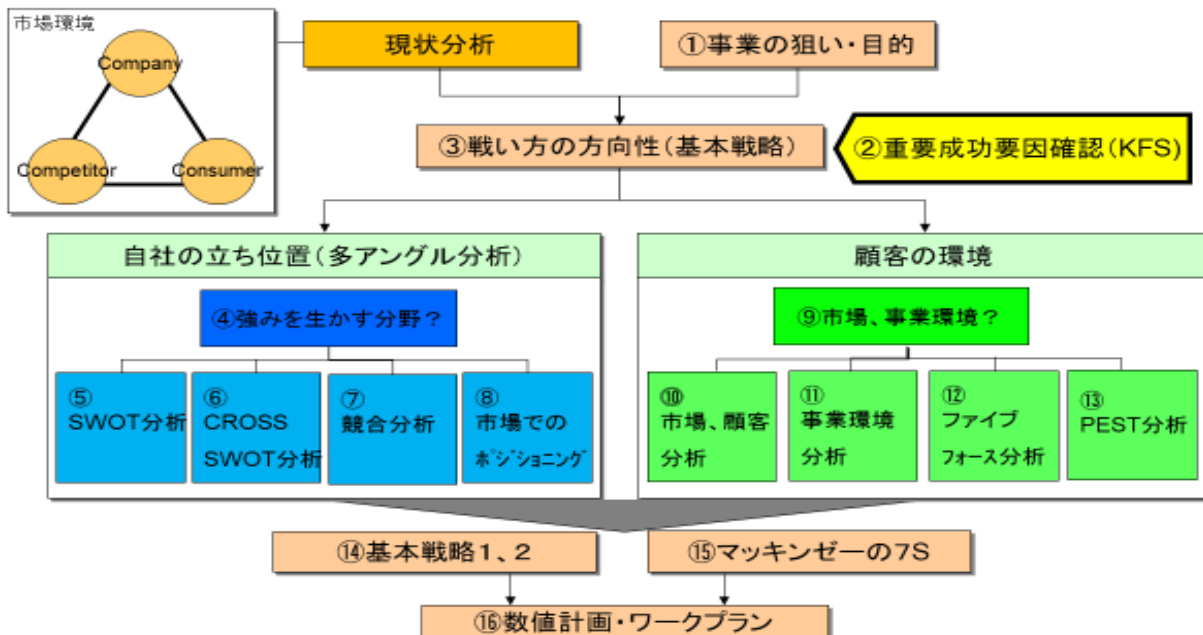 市場環境
Company
Competitor
Consumer
現状分析
①事業の狙い・目的
③戦い方の方向性(基本戦略)
②重要成功要因確認(KFS)
自社の立ち位置(多アングル分析)
④強みを生かす分野?
⑤
SWOT分析
⑥
CROSS
SWOT分析
⑦
競合分析
⑧
市場での
ポジショニング
顧客の環境
⑨市場、事業環境?
⑩
市場、顧客
分析
⑪
事業環境
分析
⑫
ファイブ
フォース分析
⑬
PEST分析
⑭基本戦略1、2
⑮マッキンゼーの7S
⑯数値計画・ワークプラン